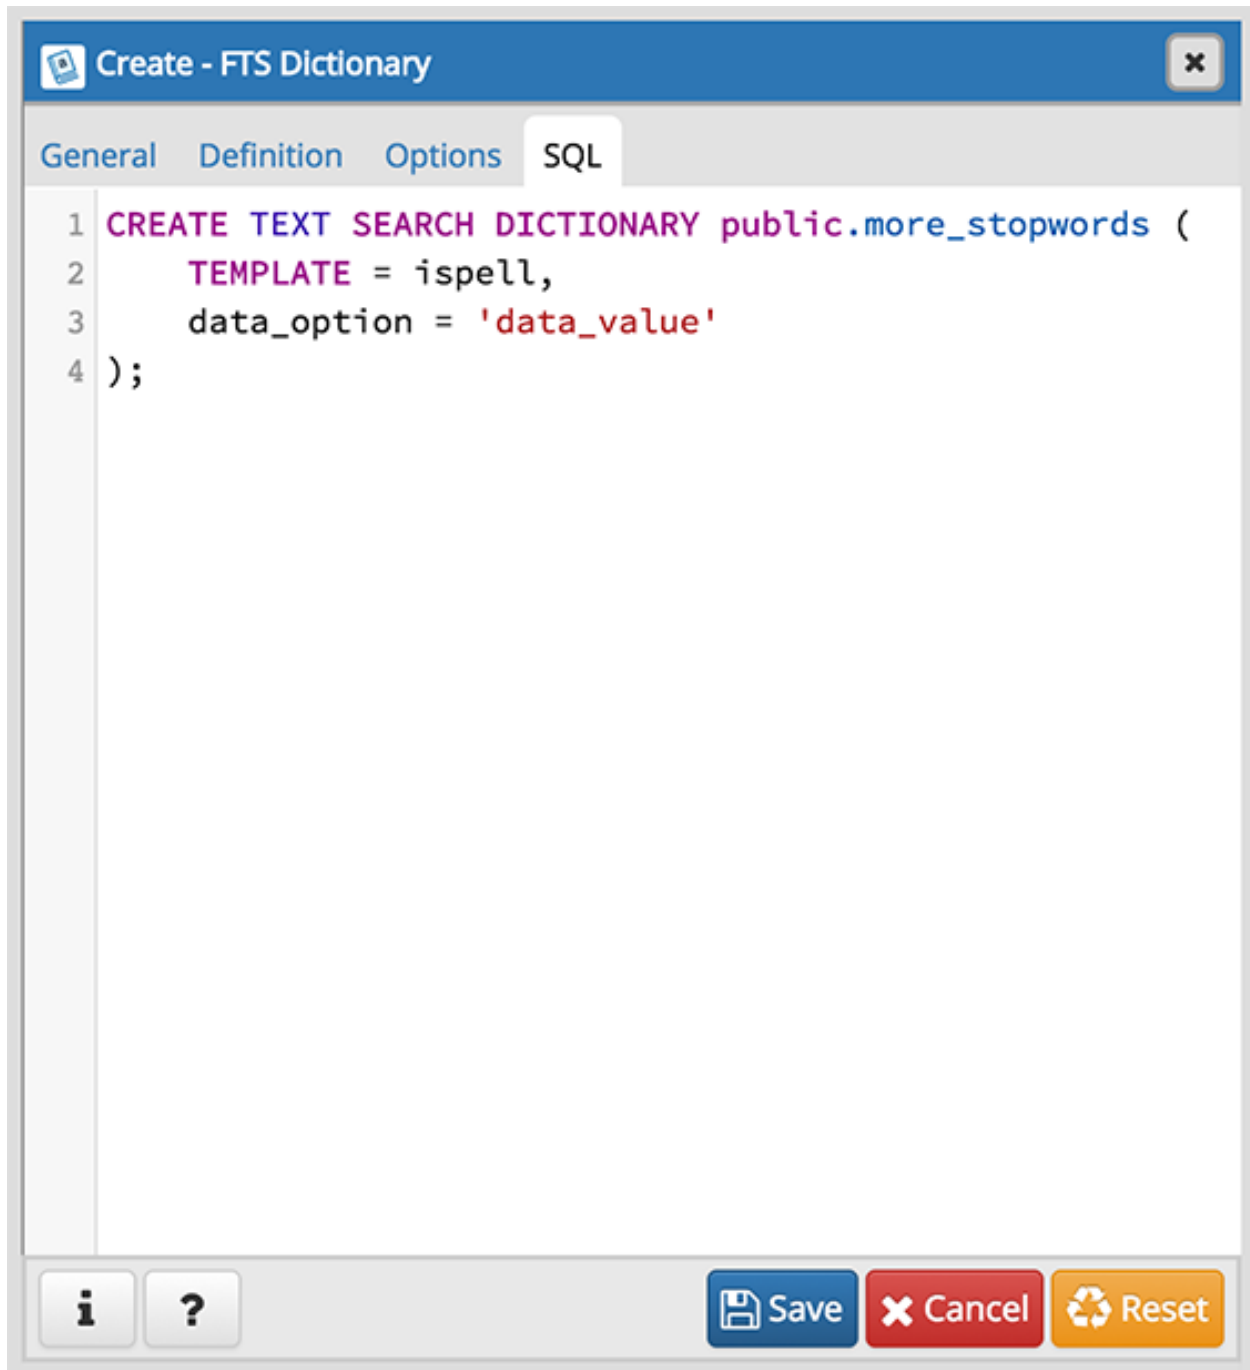 Create - FTS Dictionary
General Definition Options SQL
1 CREATE TEXT SEARCH DICTIONARY public.more_stopwords (
2     TEMPLATE = ispell,
3     data_option = 'data_value'
4 );
i ? Save Cancel Reset